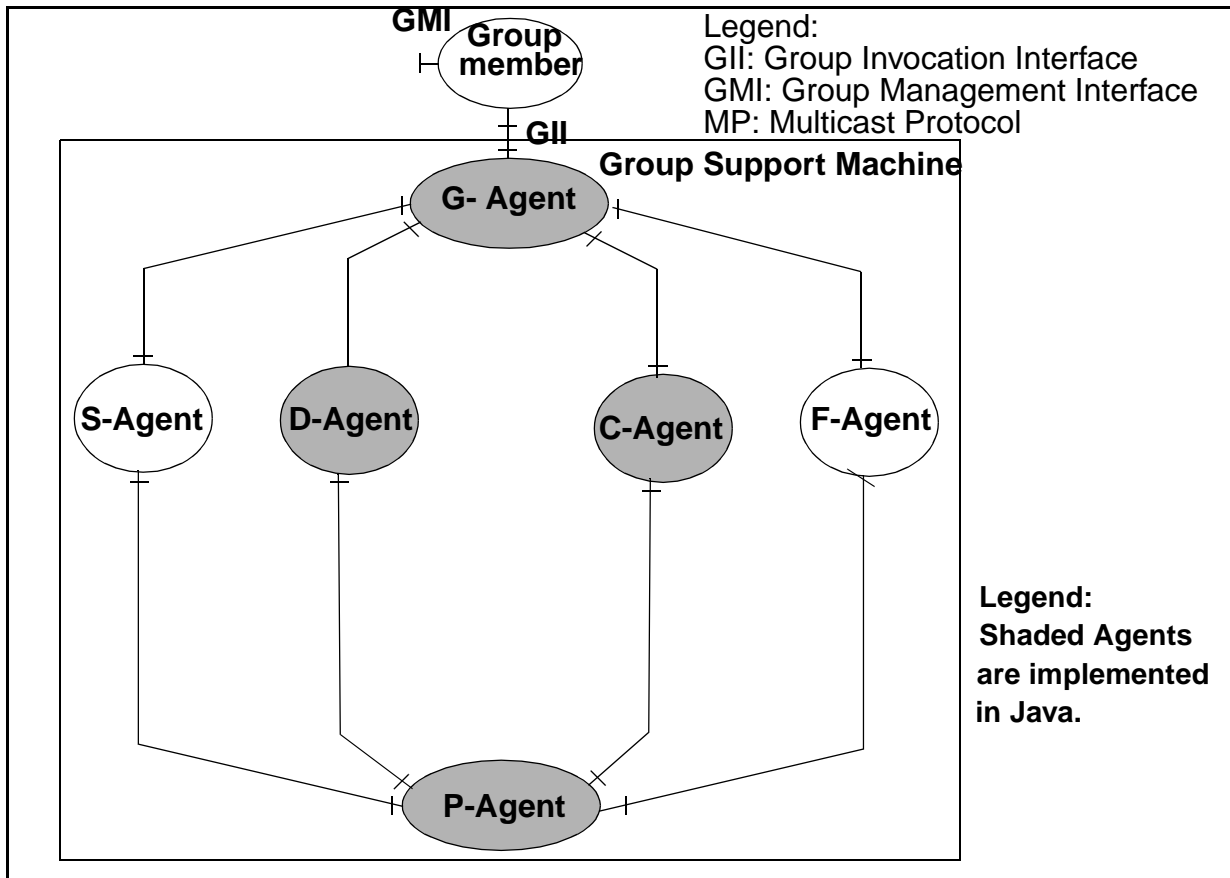 GMI
Group
member
Legend:
GII: Group Invocation Interface
GMI: Group Management Interface
MP: Multicast Protocol
GII
Group Support Machine
G- Agent
S-Agent
D-Agent
C-Agent
F-Agent
Legend:
Shaded Agents
are implemented
in Java.
P-Agent